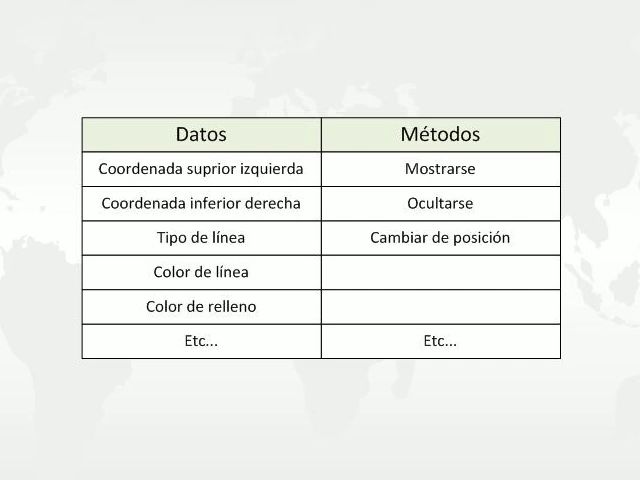 Datos Métodos
Coordenada suprior izquierda Mostrarse
Coordenada inferior derecha Ocultarse
Tipo de línea Cambiar de posición
Color de línea
Color de relleno
Etc... Etc...